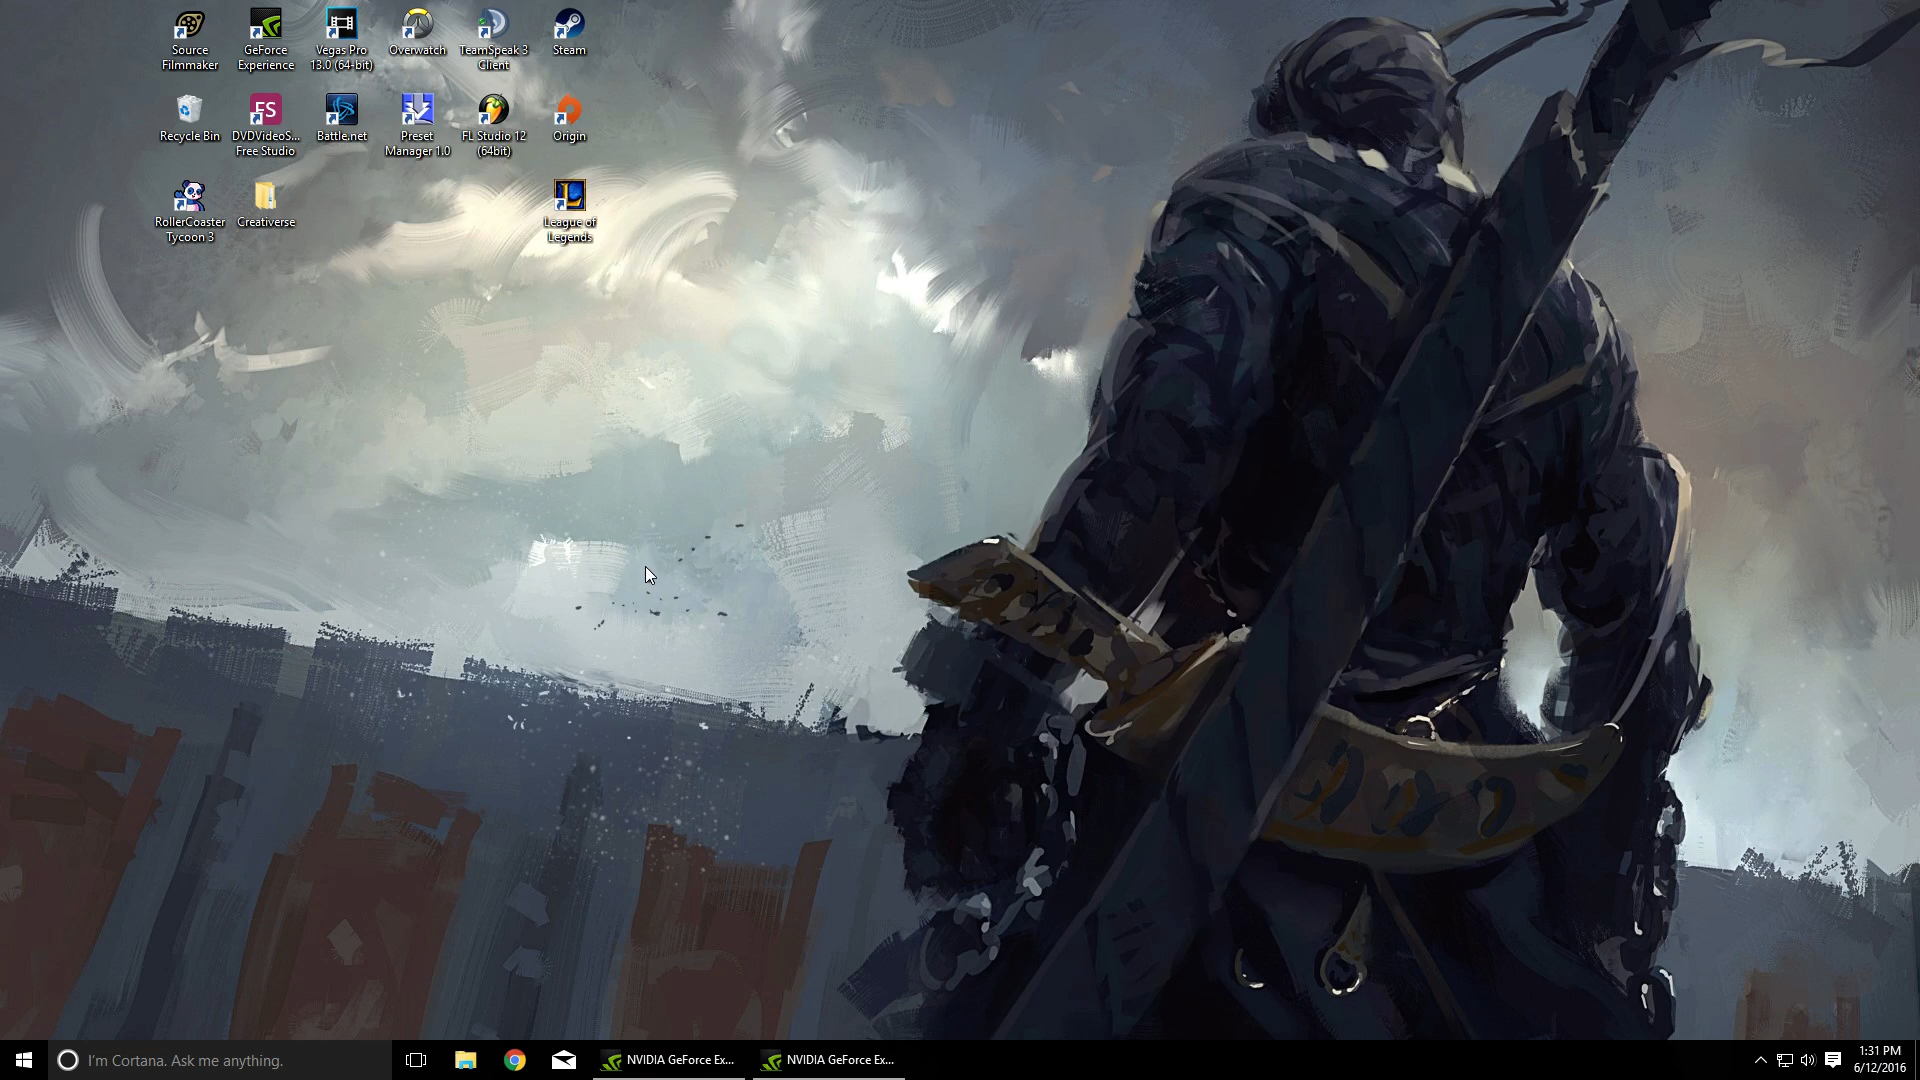 Source
Filmmaker
GeForce
Experience
Vegas Pro
13.0 (64-bit)
Overwatch
TeamSpeak 3
Client
Steam
Recycle Bin
FS
DVDVideoS...
Free Studio
Battle.net
Preset
Manager 1.0
FL Studio 12
(64bit)
Origin
RollerCoaster
Tycoon 3
Creativerse
L
League of
Legends
I'm Cortana. Ask me anything.
NVIDIA GeForce Ex...
NVIDIA GeForce Ex...
1:31 PM
6/12/2016